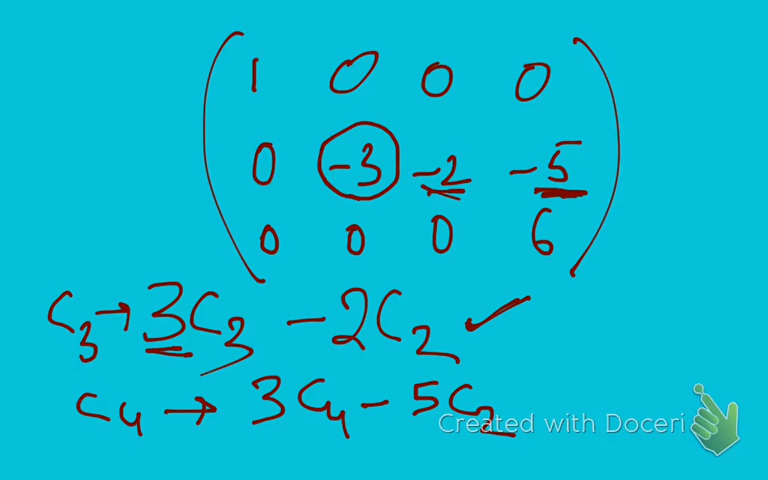 1 0 0 0
0 -3 -2 -5
0 0 0 6
C3 → 3C3 - 2C2 ✓
C4 → 3C4 - 5C2
Created with Doceri